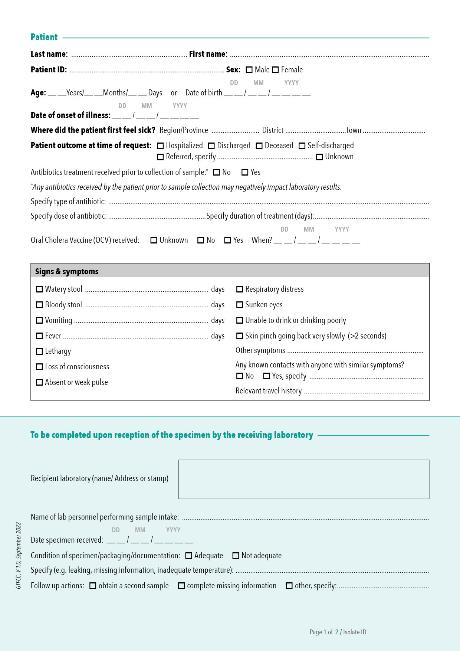 Patient
Last name: ........ First name: ........
Patient ID: ........ Sex: ☐ Male ☐ Female
DD MM YYYY
Age: __ __Years/__ __Months/__ __ Days or Date of birth __ __ / __ __ / __ __ __ __
DD MM YYYY
Date of onset of illness: __ __ / __ __ / __ __ __ __
Where did the patient first feel sick? Region/Province ........ District ........ Town ........
Patient outcome at time of request: ☐ Hospitalized ☐ Discharged ☐ Deceased ☐ Self-discharged
☐ Referred, specify ........ ☐ Unknown
Antibiotics treatment received prior to collection of sample:* ☐ No ☐ Yes
*Any antibiotics received by the patient prior to sample collection may negatively impact laboratory results.
Specify type of antibiotic: ........
Specify dose of antibiotic: ........ Specify duration of treatment (days) ........
DD MM YYYY
Oral Cholera Vaccine (OCV) received: ☐ Unknown ☐ No ☐ Yes When? __ __ / __ __ / __ __ __ __
Signs & symptoms
☐ Watery stool ........ days
☐ Bloody stool ........ days
☐ Vomiting ........ days
☐ Fever ........ days
☐ Lethargy
☐ Loss of consciousness
☐ Absent or weak pulse
☐ Respiratory distress
☐ Sunken eyes
☐ Unable to drink or drinking poorly
☐ Skin pinch going back very slowly (>2 seconds)
Other symptoms ........
Any known contacts with anyone with similar symptoms?
☐ No ☐ Yes, specify ........
Relevant travel history ........
To be completed upon reception of the specimen by the receiving laboratory
Recipient laboratory (name/ Address or stamp)
Name of lab personnel performing sample intake: ........
DD MM YYYY
Date specimen received: __ __ / __ __ / __ __ __ __
Condition of specimen/packaging/documentation: ☐ Adequate ☐ Not adequate
Specify (e.g. leaking, missing information, inadequate temperature): ........
Follow up actions: ☐ obtain a second sample ☐ complete missing information ☐ other, specify: ........
GTFCC, V 1.0, September 2022
Page 1 of 2 / Isolate ID